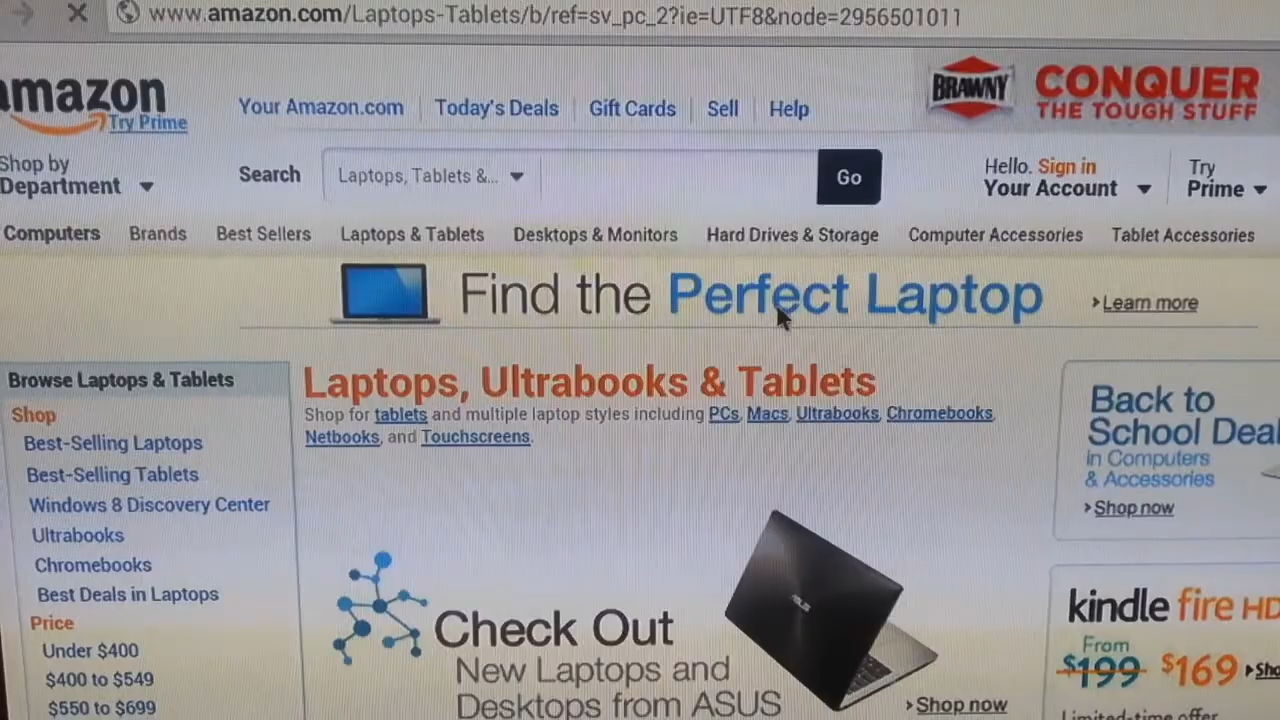 www.amazon.com/Laptops-Tablets/b/ref=sv_pc_2?ie=UTF8&node=2956501011
amazon
Try Prime
Your Amazon.com
Today's Deals
Gift Cards
Sell
Help
BRAWNY
CONQUER
THE TOUGH STUFF
Shop by
Department
Search
Laptops, Tablets &...
Go
Hello. Sign in
Your Account
Try
Prime
Computers
Brands
Best Sellers
Laptops & Tablets
Desktops & Monitors
Hard Drives & Storage
Computer Accessories
Tablet Accessories
Find the Perfect Laptop
Learn more
Browse Laptops & Tablets
Shop
Best-Selling Laptops
Best-Selling Tablets
Windows 8 Discovery Center
Ultrabooks
Chromebooks
Best Deals in Laptops
Price
Under $400
$400 to $549
$550 to $699
Laptops, Ultrabooks & Tablets
Shop for tablets and multiple laptop styles including PCs, Macs, Ultrabooks, Chromebooks,
Netbooks, and Touchscreens.
Check Out
New Laptops and
Desktops from ASUS
ASUS
Shop now
Back to
School Deal
in Computers
& Accessories
Shop now
kindle fire HD
From
$199 $169
Sho
Limited-time offer